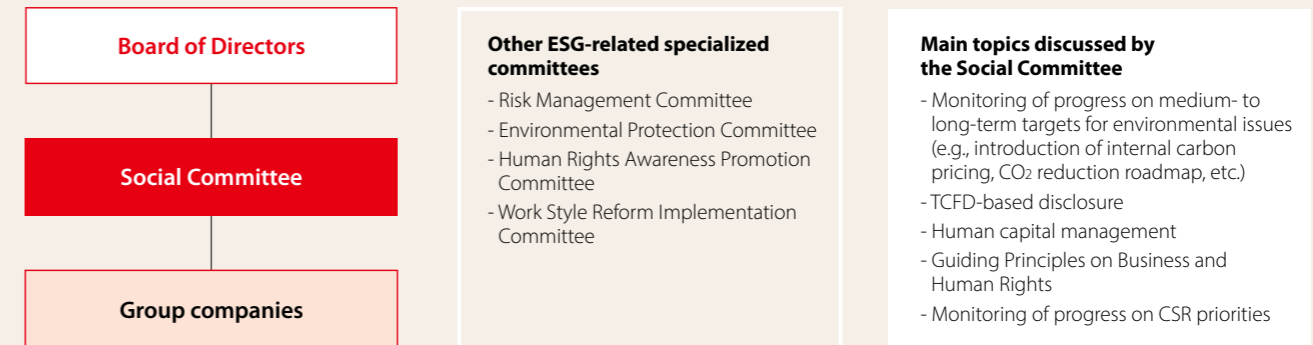 Board of Directors
Social Committee
Group companies
Other ESG-related specialized
committees
- Risk Management Committee
- Environmental Protection Committee
- Human Rights Awareness Promotion
Committee
- Work Style Reform Implementation
Committee
Main topics discussed by
the Social Committee
- Monitoring of progress on medium- to
long-term targets for environmental issues
(e.g., introduction of internal carbon
pricing, CO2 reduction roadmap, etc.)
- TCFD-based disclosure
- Human capital management
- Guiding Principles on Business and
Human Rights
- Monitoring of progress on CSR priorities